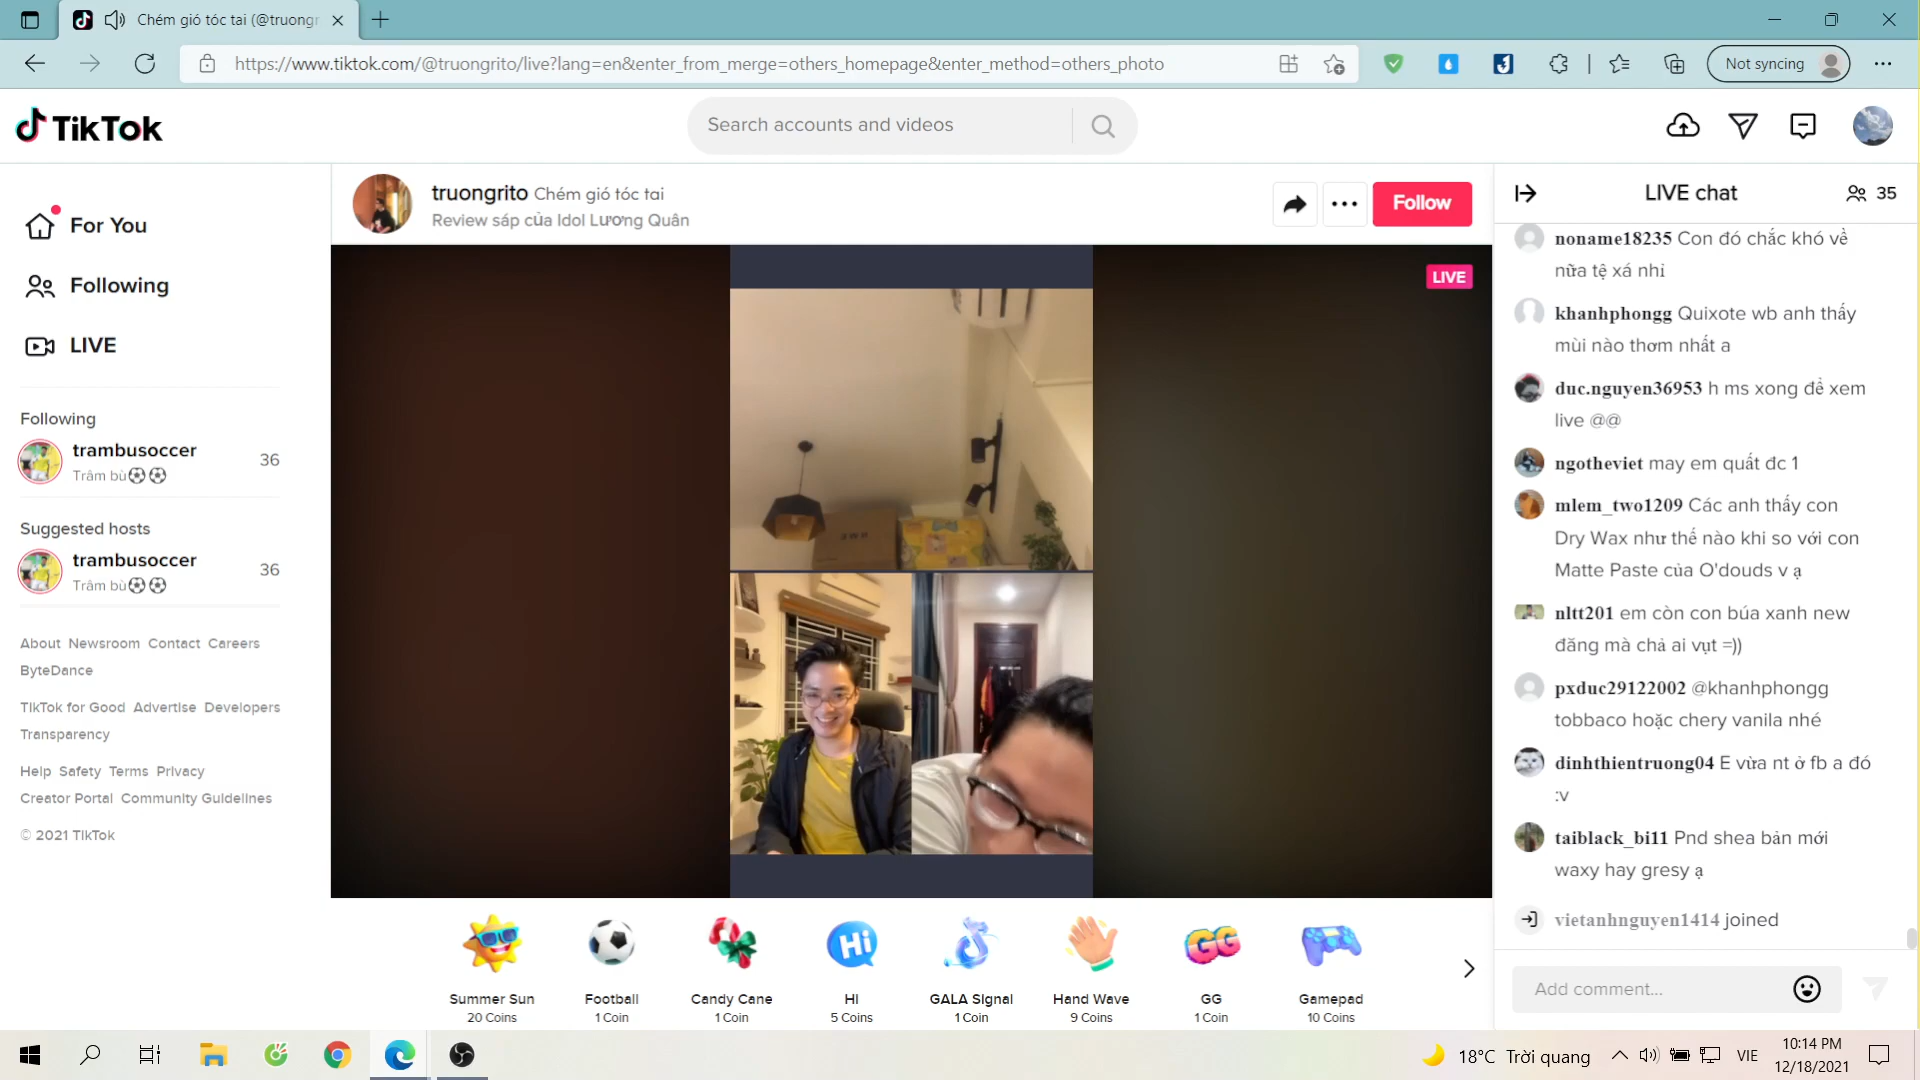 Chém gió tóc tai (@truongr
https://www.tiktok.com/@truongrito/live?lang=en&enter_from_merge=others_homepage&enter_method=others_photo
Not syncing
TikTok
Search accounts and videos
For You
Following
LIVE
Following
trambusoccer
Trâm bù⚽⚽
36
Suggested hosts
trambusoccer
Trâm bù⚽⚽
36
About Newsroom Contact Careers
ByteDance
TikTok for Good Advertise Developers
Transparency
Help Safety Terms Privacy
Creator Portal Community Guidelines
© 2021 TikTok
truongrito Chém gió tóc tai
Review sáp của Idol Lương Quân
Follow
LIVE
Summer Sun
20 Coins
Football
1 Coin
Candy Cane
1 Coin
Hi
HI
5 Coins
GALA Signal
1 Coin
Hand Wave
9 Coins
GG
GG
1 Coin
Gamepad
10 Coins
LIVE chat
35
noname18235 Con đó chắc khó về
nữa tệ xá nhỉ
khanhphongg Quixote wb anh thấy
mùi nào thơm nhất a
duc.nguyen36953 h ms xong để xem
live @@
ngotheviet may em quất đc 1
mlem_two1209 Các anh thấy con
Dry Wax như thế nào khi so với con
Matte Paste của O'douds v ạ
nltt201 em còn con búa xanh new
đăng mà chả ai vụt =))
pxduc29122002 @khanhphongg
tobbaco hoặc chery vanila nhé
dinhthientruong04 E vừa nt ở fb a đó
:v
taiblack_bi11 Pnd shea bản mới
waxy hay gresy ạ
vietanhnguyen1414 joined
Add comment...
18°C Trời quang
VIE
10:14 PM
12/18/2021